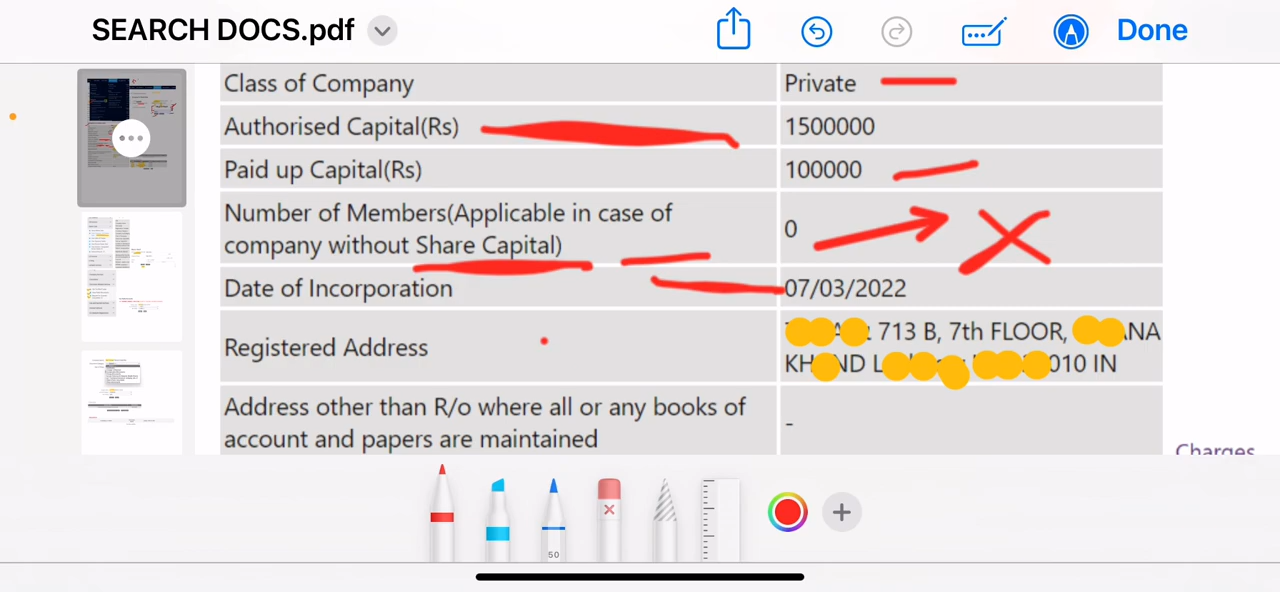 SEARCH DOCS.pdf
Done
Class of Company
Private
Authorised Capital(Rs)
1500000
Paid up Capital(Rs)
100000
Number of Members(Applicable in case of
company without Share Capital)
0
Date of Incorporation
07/03/2022
Registered Address
713 B, 7th FLOOR,
010 IN
Address other than R/o where all or any books of
account and papers are maintained
-
Charges
50